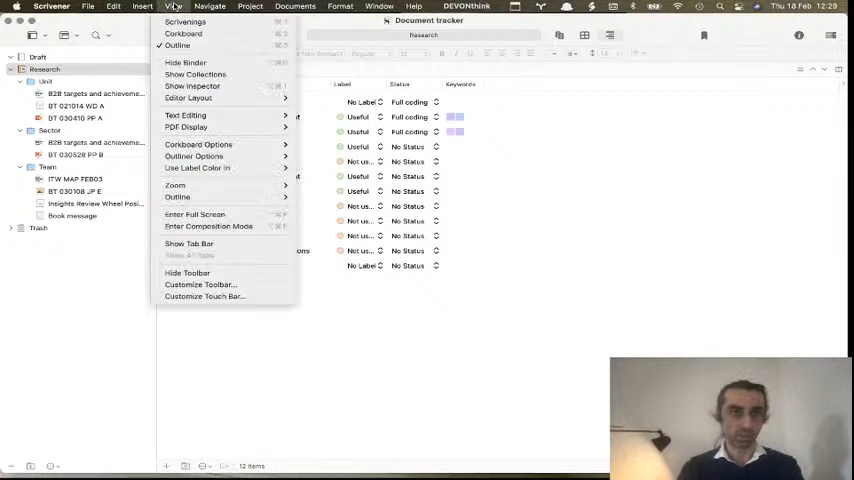 Scrivener File Edit Insert View Navigate Project Documents Format Window Help DEVONthink Thu 18 Feb 12:29
Document tracker
Research
Draft
Research
Unit
B2B targets and achieveme...
BT 021014 WD A
BT 030410 PP A
Sector
B2B targets and achieveme...
BT 030528 PP B
Team
ITW MAP FEB03
BT 030108 JP E
Insights Review Wheel Posi...
Book message
Trash
Scrivenings
Corkboard
Outline
Hide Binder
Show Collections
Show Inspector
Editor Layout
Text Editing
PDF Display
Corkboard Options
Outliner Options
Use Label Color In
Zoom
Outline
Enter Full Screen
Enter Composition Mode
Show Tab Bar
Show All Tabs
Hide Toolbar
Customize Toolbar...
Customize Touch Bar...
Label Status Keywords
No Label Full coding
Useful Full coding
Useful Full coding
Useful No Status
Not us... No Status
Useful No Status
Useful No Status
Not us... No Status
Not us... No Status
Not us... No Status
Not us... No Status
No Label No Status
12 items